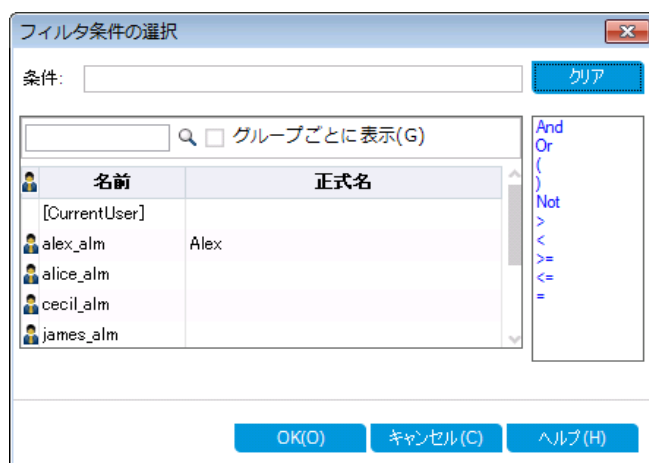 フィルタ条件の選択
条件:
クリア
グループごとに表示(G)
名前 正式名
[CurrentUser]
alex_alm Alex
alice_alm
cecil_alm
james_alm
And
Or
(
)
Not
>
<
>=
<=
=
OK(O) キャンセル(C) ヘルプ(H)